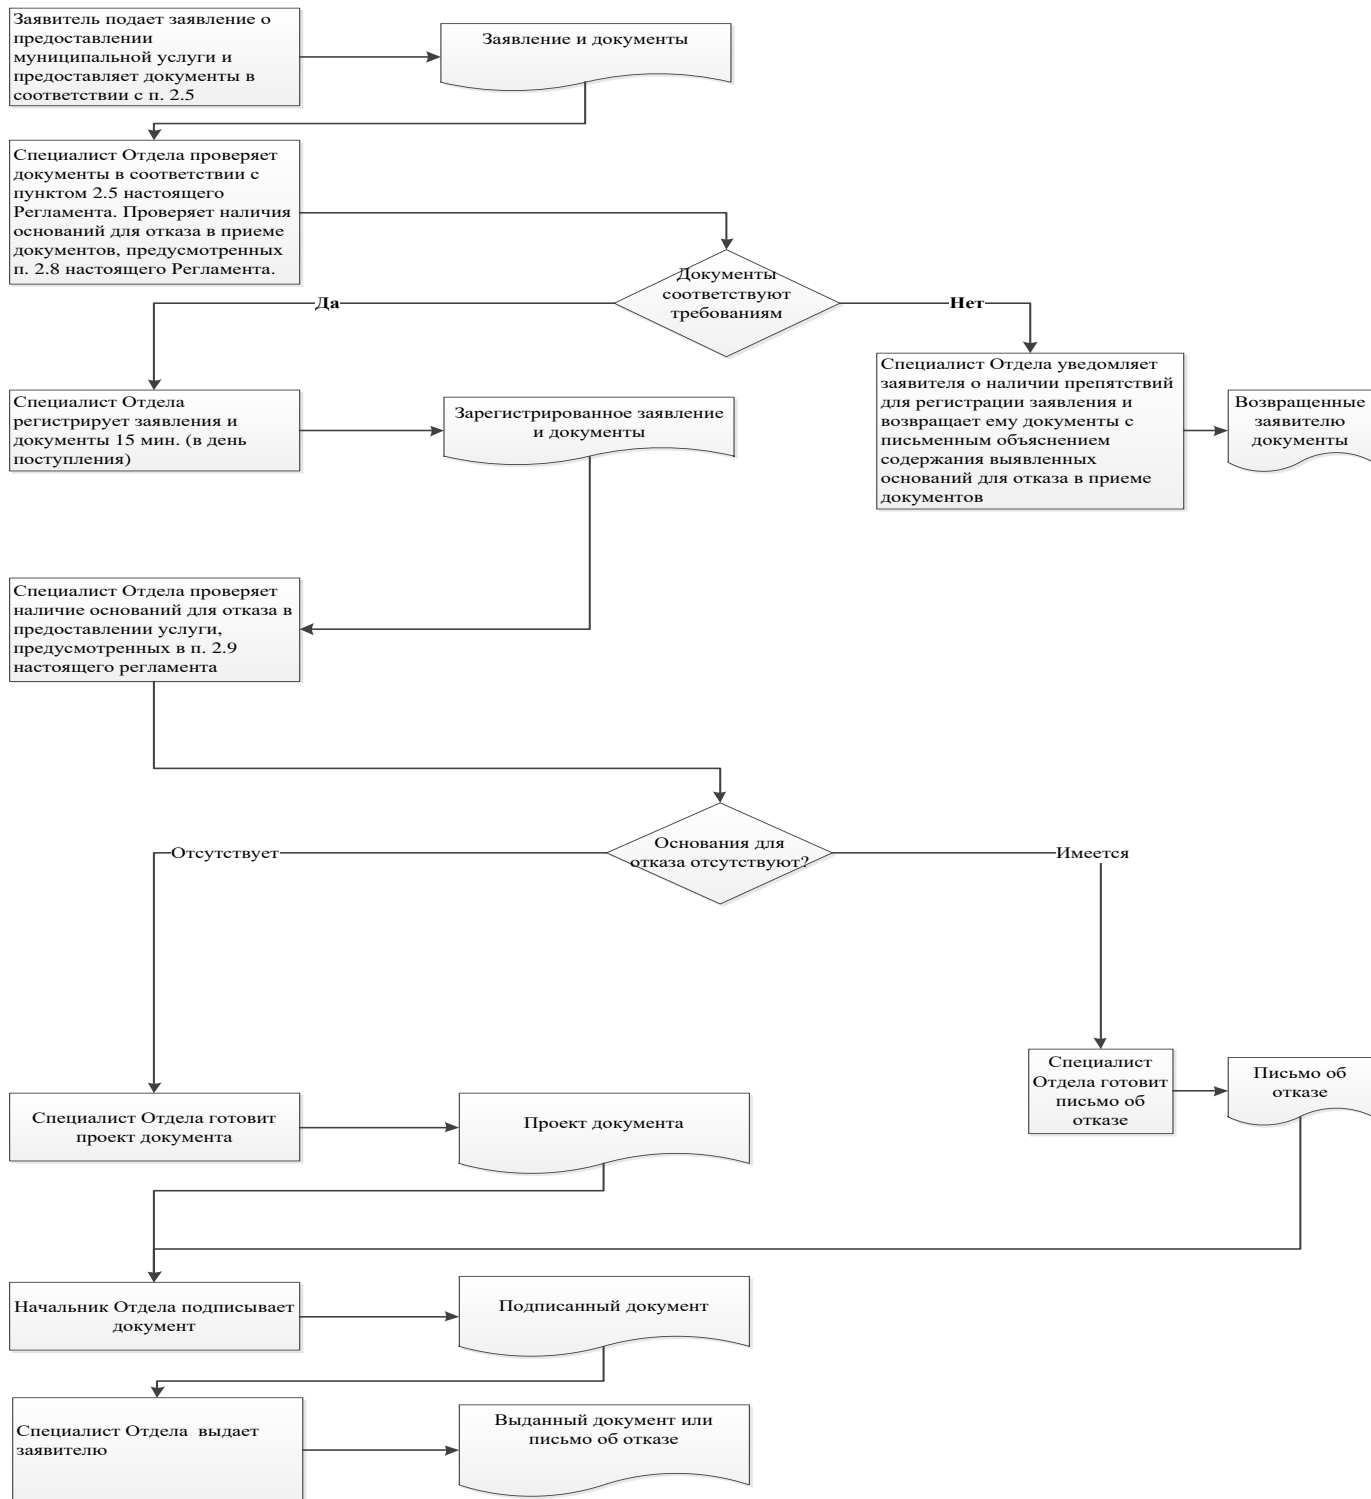 Заявитель подает заявление о
предоставлении
муниципальной услуги и
предоставляет документы в
соответствии с п. 2.5
Заявление и документы
Специалист Отдела проверяет
документы в соответствии с
пунктом 2.5 настоящего
Регламента. Проверяет наличия
оснований для отказа в приеме
документов, предусмотренных
п. 2.8 настоящего Регламента.
Документы
соответствуют
требованиям
Да
Нет
Специалист Отдела
регистрирует заявления и
документы 15 мин. (в день
поступления)
Зарегистрированное заявление
и документы
Специалист Отдела уведомляет
заявителя о наличии препятствий
для регистрации заявления и
возвращает ему документы с
письменным объяснением
содержания выявленных
оснований для отказа в приеме
документов
Возвращенные
заявителю
документы
Специалист Отдела проверяет
наличие оснований для отказа в
предоставлении услуги,
предусмотренных в п. 2.9
настоящего регламента
Основания для
отказа отсутствуют?
Отсутствует
Имеется
Специалист
Отдела готовит
письмо об
отказе
Письмо об
отказе
Специалист Отдела готовит
проект документа
Проект документа
Начальник Отдела подписывает
документ
Подписанный документ
Специалист Отдела  выдает
заявителю
Выданный документ или
письмо об отказе